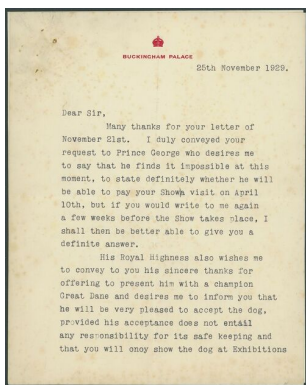 BUCKINGHAM PALACE
25th November 1929.
Dear Sir,
Many thanks for your letter of
November 21st. I duly conveyed your
request to Prince George who desires me
to say that he finds it impossible at this
moment, to state definitely whether he will
be able to pay your Show a visit on April
10th, but if you would write to me again
a few weeks before the Show takes place, I
shall then be better able to give you a
definite answer.
His Royal Highness also wishes me
to convey to you his sincere thanks for
offering to present him with a champion
Great Dane and desires me to inform you that
he will be very pleased to accept the dog,
provided his acceptance does not entail
any responsibility for its safe keeping and
that you will onoy show the dog at Exhibitions